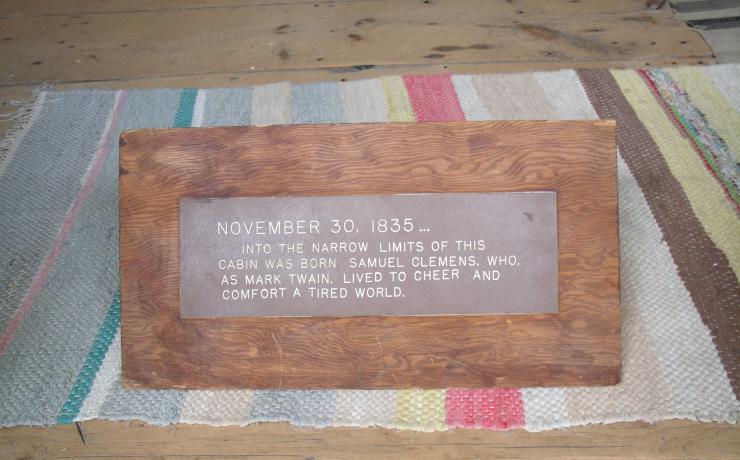 NOVEMBER 30, 1835...
INTO THE NARROW LIMITS OF THIS
CABIN WAS BORN SAMUEL CLEMENS, WHO,
AS MARK TWAIN, LIVED TO CHEER AND
COMFORT A TIRED WORLD.